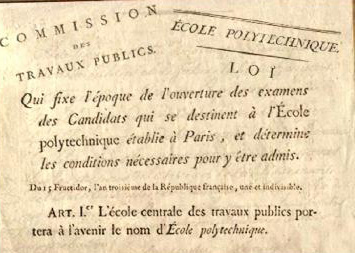 COMMISSION
DES
TRAVAUX PUBLICS.
ÉCOLE POLYTECHNIQUE.
LOI
Qui fixe l'époque de l'ouverture des examens
des Candidats qui se destinent à l'École
polytechnique établie à Paris, et détermine
les conditions nécessaires pour y être admis.
Du 15 Fructidor, l'an troisième de la République française, une et indivisible.
ART. I.er L'école centrale des travaux publics por-
tera à l'avenir le nom d'École polytechnique.